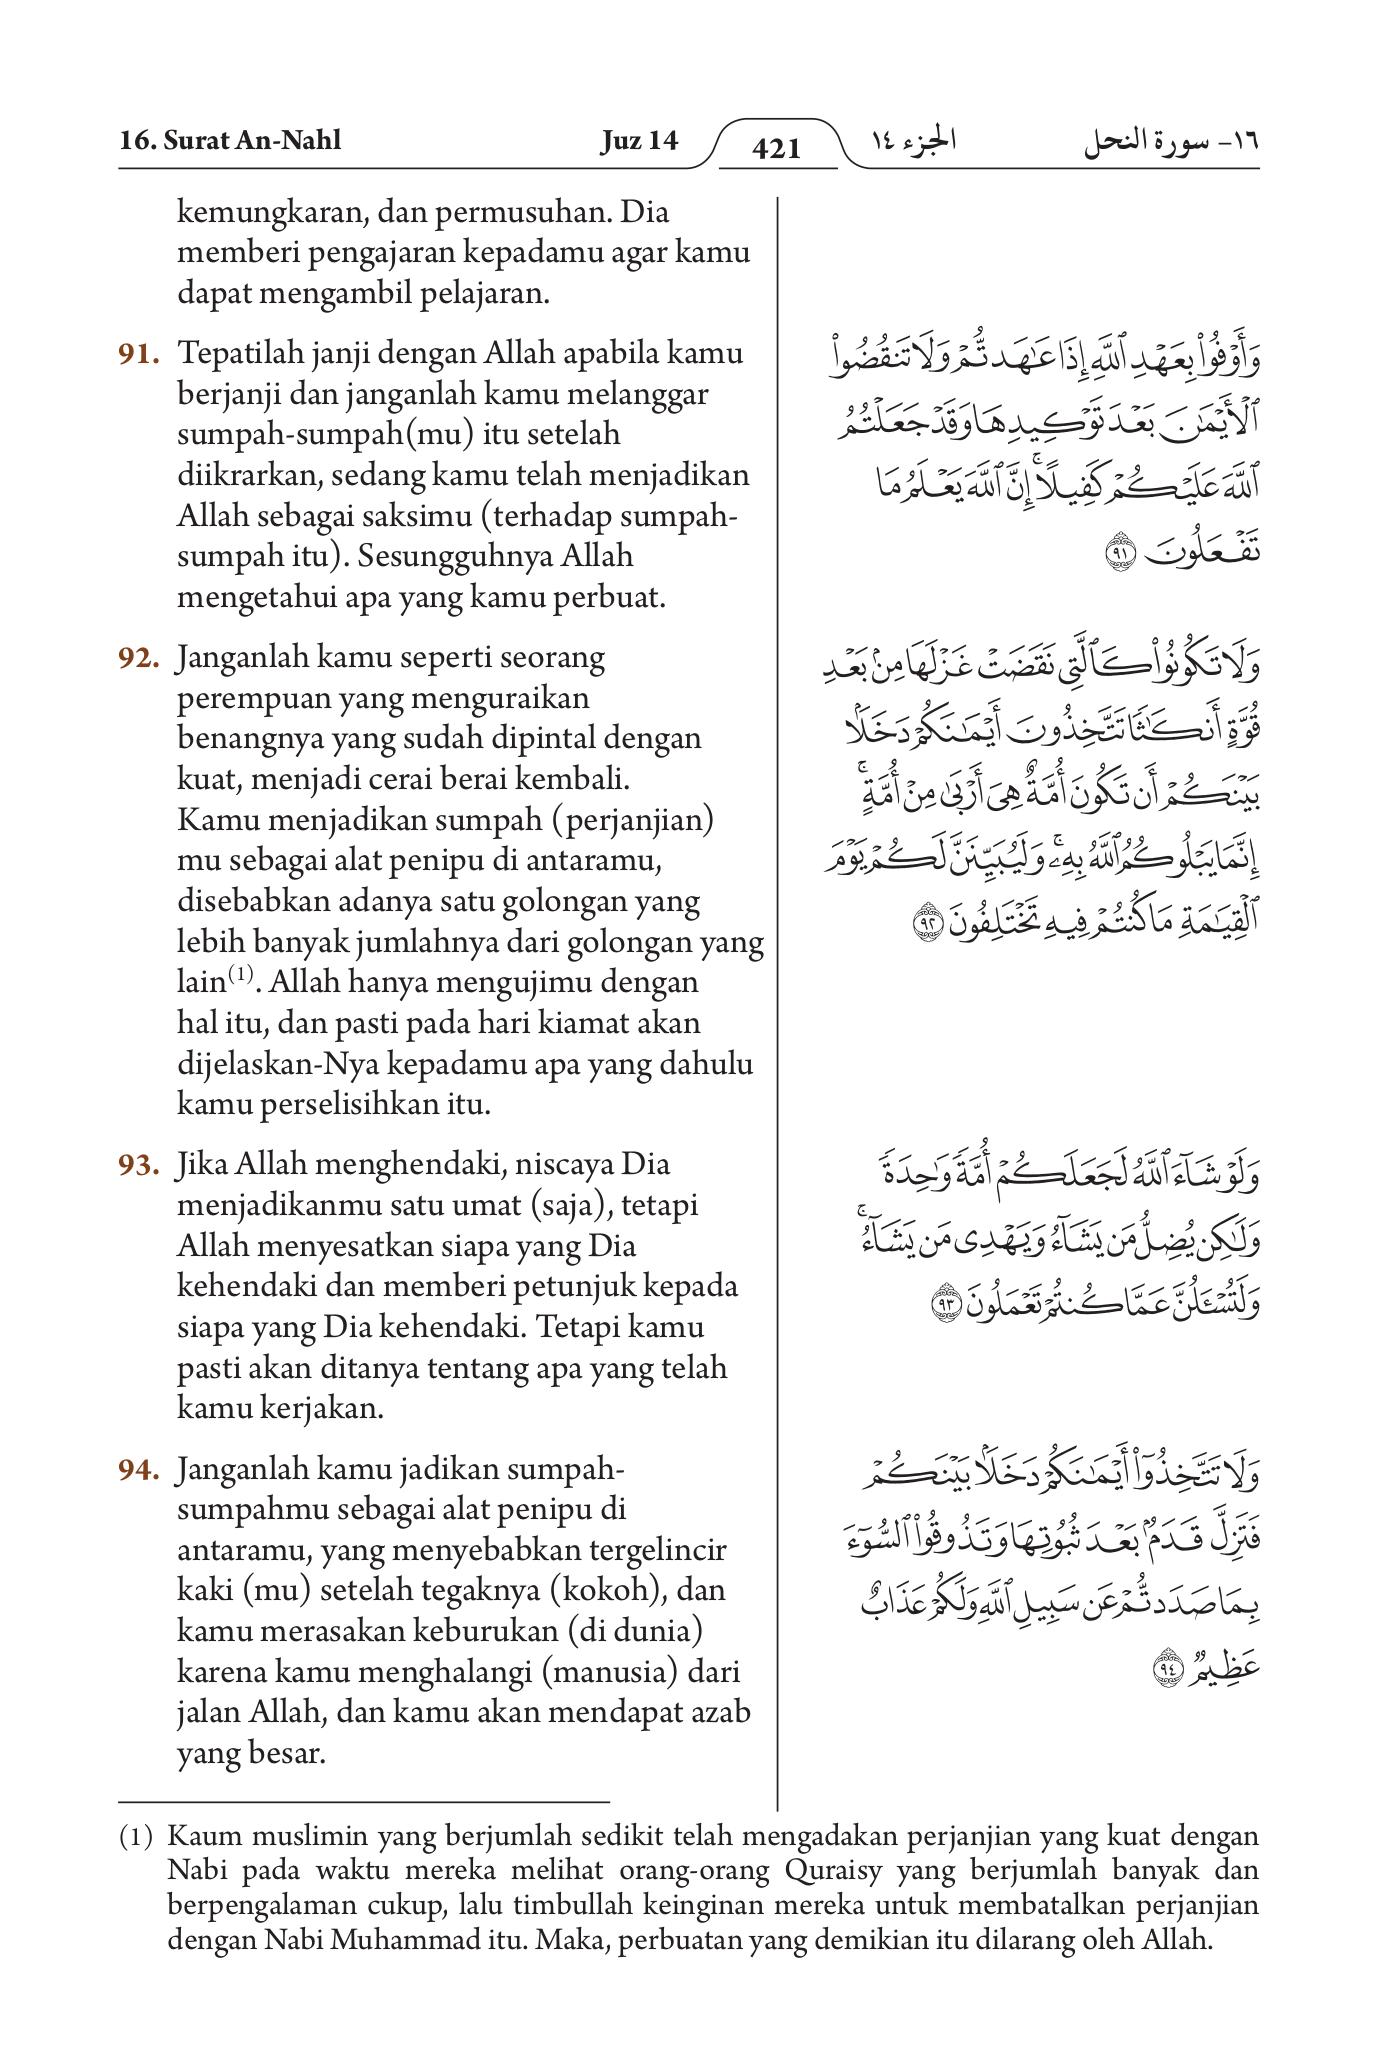 16. Surat An-Nahl
Juz 14
421
الجزء ١٤
١٦- سورة النحل
kemungkaran, dan permusuhan. Dia
memberi pengajaran kepadamu agar kamu
dapat mengambil pelajaran.
91. Tepatilah janji dengan Allah apabila kamu
berjanji dan janganlah kamu melanggar
sumpah-sumpah(mu) itu setelah
diikrarkan, sedang kamu telah menjadikan
Allah sebagai saksimu (terhadap sumpah-
sumpah itu). Sesungguhnya Allah
mengetahui apa yang kamu perbuat.
92. Janganlah kamu seperti seorang
perempuan yang menguraikan
benangnya yang sudah dipintal dengan
kuat, menjadi cerai berai kembali.
Kamu menjadikan sumpah (perjanjian)
mu sebagai alat penipu di antaramu,
disebabkan adanya satu golongan yang
lebih banyak jumlahnya dari golongan yang
lain(1). Allah hanya mengujimu dengan
hal itu, dan pasti pada hari kiamat akan
dijelaskan-Nya kepadamu apa yang dahulu
kamu perselisihkan itu.
93. Jika Allah menghendaki, niscaya Dia
menjadikanmu satu umat (saja), tetapi
Allah menyesatkan siapa yang Dia
kehendaki dan memberi petunjuk kepada
siapa yang Dia kehendaki. Tetapi kamu
pasti akan ditanya tentang apa yang telah
kamu kerjakan.
94. Janganlah kamu jadikan sumpah-
sumpahmu sebagai alat penipu di
antaramu, yang menyebabkan tergelincir
kaki (mu) setelah tegaknya (kokoh), dan
kamu merasakan keburukan (di dunia)
karena kamu menghalangi (manusia) dari
jalan Allah, dan kamu akan mendapat azab
yang besar.
وَأَوْفُوا۟ بِعَهْدِ ٱللَّهِ إِذَا عَـٰهَدتُّمْ وَلَا تَنقُضُوا۟
ٱلْأَيْمَـٰنَ بَعْدَ تَوْكِيدِهَا وَقَدْ جَعَلْتُمُ
ٱللَّهَ عَلَيْكُمْ كَفِيلًا ۚ إِنَّ ٱللَّهَ يَعْلَمُ مَا
تَفْعَلُونَ ٩١
وَلَا تَكُونُوا۟ كَٱلَّتِى نَقَضَتْ غَزْلَهَا مِنۢ بَعْدِ
قُوَّةٍ أَنكَـٰثًا تَتَّخِذُونَ أَيْمَـٰنَكُمْ دَخَلًۢا
بَيْنَكُمْ أَن تَكُونَ أُمَّةٌ هِىَ أَرْبَىٰ مِنْ أُمَّةٍ ۚ
إِنَّمَا يَبْلُوكُمُ ٱللَّهُ بِهِۦ ۚ وَلَيُبَيِّنَنَّ لَكُمْ يَوْمَ
ٱلْقِيَـٰمَةِ مَا كُنتُمْ فِيهِ تَخْتَلِفُونَ ٩٢
وَلَوْ شَآءَ ٱللَّهُ لَجَعَلَكُمْ أُمَّةً وَٰحِدَةً
وَلَـٰكِن يُضِلُّ مَن يَشَآءُ وَيَهْدِى مَن يَشَآءُ ۚ
وَلَتُسْـَٔلُنَّ عَمَّا كُنتُمْ تَعْمَلُونَ ٩٣
وَلَا تَتَّخِذُوٓا۟ أَيْمَـٰنَكُمْ دَخَلًۢا بَيْنَكُمْ
فَتَزِلَّ قَدَمٌۢ بَعْدَ ثُبُوتِهَا وَتَذُوقُوا۟ ٱلسُّوٓءَ
بِمَا صَدَدتُّمْ عَن سَبِيلِ ٱللَّهِ وَلَكُمْ عَذَابٌ
عَظِيمٌ ٩٤
(1) Kaum muslimin yang berjumlah sedikit telah mengadakan perjanjian yang kuat dengan
Nabi pada waktu mereka melihat orang-orang Quraisy yang berjumlah banyak dan
berpengalaman cukup, lalu timbullah keinginan mereka untuk membatalkan perjanjian
dengan Nabi Muhammad itu. Maka, perbuatan yang demikian itu dilarang oleh Allah.